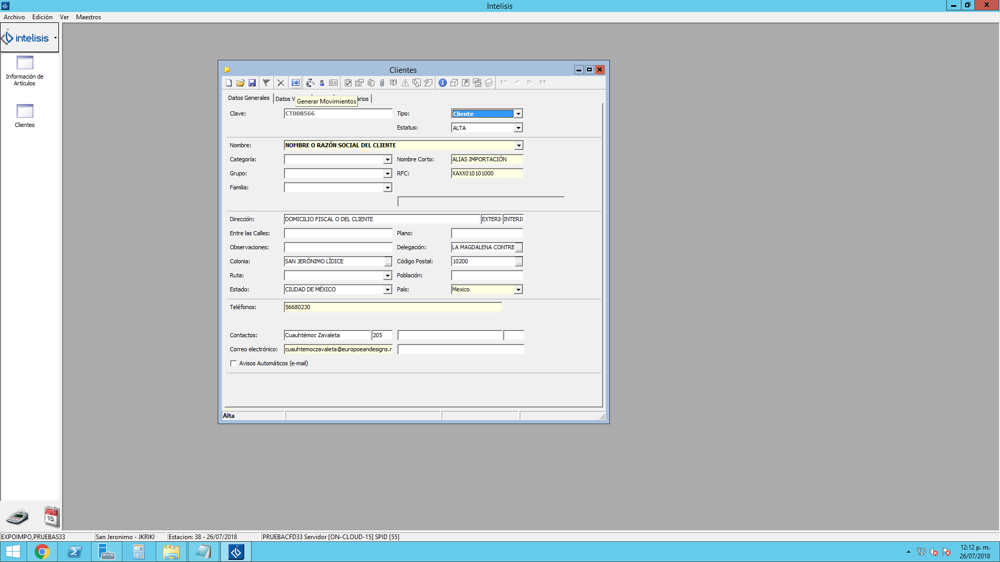 Intelisis
Archivo Edición Ver Maestros
intelisis
Información de
Artículos
Clientes
Clientes
Datos Generales Datos V arios
Generar Movimientos
Clave: CT008566 Tipo: Cliente
Estatus: ALTA
Nombre: NOMBRE O RAZÓN SOCIAL DEL CLIENTE
Categoría: Nombre Corto: ALIAS IMPORTACIÓN
Grupo: RFC: XAXX010101000
Familia:
Dirección: DOMICILIO FISCAL O DEL CLIENTE EXTERI INTERIO
Entre las Calles: Plano:
Observaciones: Delegación: LA MAGDALENA CONTRE ...
Colonia: SAN JERÓNIMO LÍDICE ... Código Postal: 10200 ...
Ruta: Población:
Estado: CIUDAD DE MÉXICO País: Mexico
Teléfonos: 56680230
Contactos: Cuauhtémoc Zavaleta 205
Correo electrónico: cuauhtemoczavaleta@europoeandesigns.r
Avisos Automáticos (e-mail)
Alta
15
EXPOIMPO,PRUEBAS33 San Jeronimo - JKRIKI Estacion: 38 - 26/07/2018 PRUEBACFD33 Servidor [ON-CLOUD-15] SPID [55]
12:12 p. m.
26/07/2018